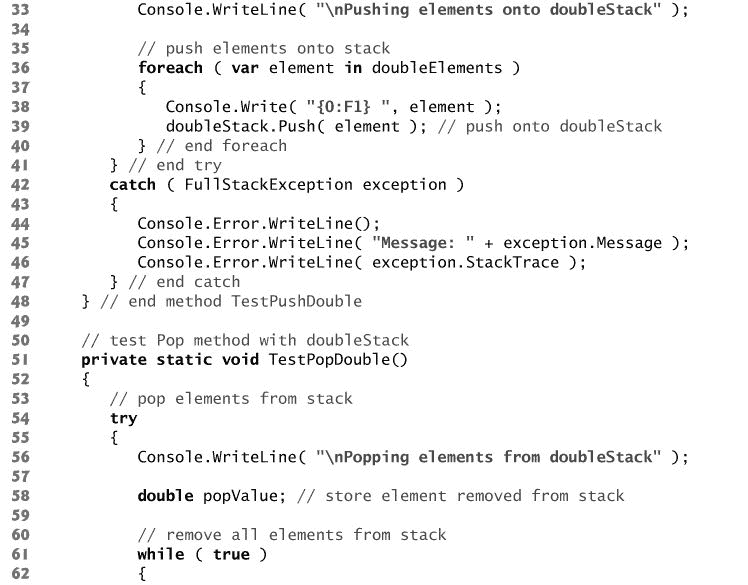 33 Console.WriteLine( "\nPushing elements onto doubleStack" );
34
35 // push elements onto stack
36 foreach ( var element in doubleElements )
37 {
38 Console.Write( "{0:F1} ", element );
39 doubleStack.Push( element ); // push onto doubleStack
40 } // end foreach
41 } // end try
42 catch ( FullStackException exception )
43 {
44 Console.Error.WriteLine();
45 Console.Error.WriteLine( "Message: " + exception.Message );
46 Console.Error.WriteLine( exception.StackTrace );
47 } // end catch
48 } // end method TestPushDouble
49
50 // test Pop method with doubleStack
51 private static void TestPopDouble()
52 {
53 // pop elements from stack
54 try
55 {
56 Console.WriteLine( "\nPopping elements from doubleStack" );
57
58 double popValue; // store element removed from stack
59
60 // remove all elements from stack
61 while ( true )
62 {